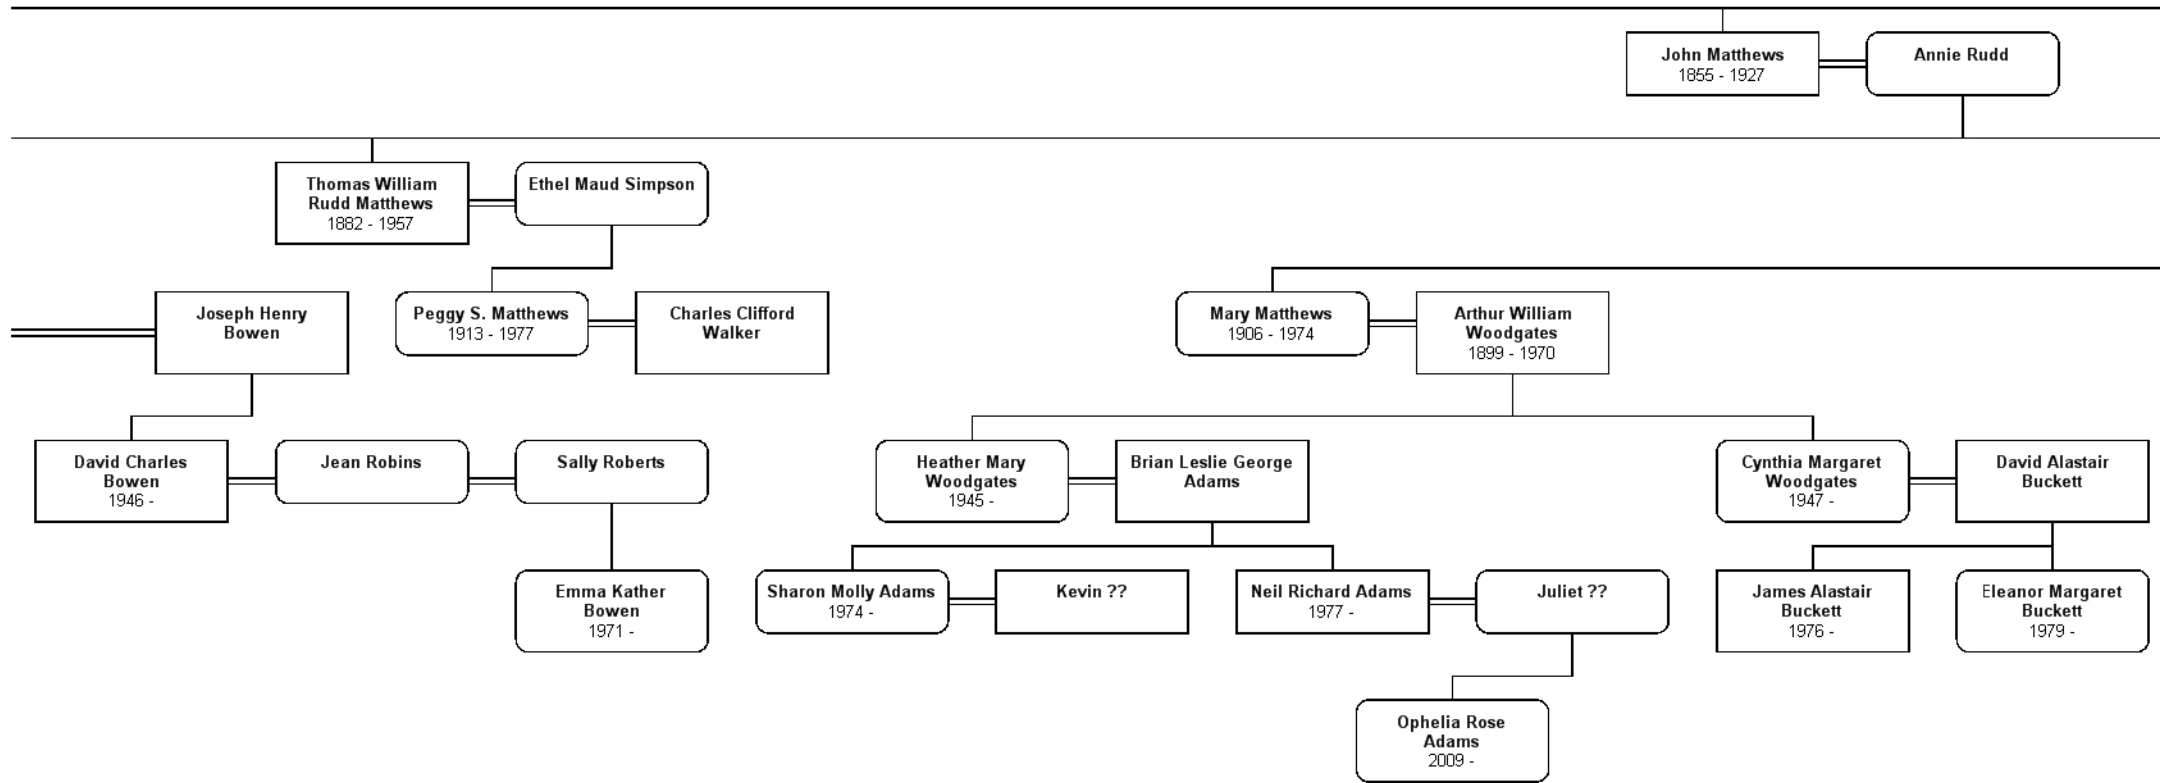 John Matthews
1855 - 1927
Annie Rudd
Thomas William
Rudd Matthews
1882 - 1957
Ethel Maud Simpson
Joseph Henry
Bowen
Peggy S. Matthews
1913 - 1977
Charles Clifford
Walker
Mary Matthews
1906 - 1974
Arthur William
Woodgates
1899 - 1970
David Charles
Bowen
1946 -
Jean Robins
Sally Roberts
Heather Mary
Woodgates
1945 -
Brian Leslie George
Adams
Cynthia Margaret
Woodgates
1947 -
David Alastair
Buckett
Emma Kather
Bowen
1971 -
Sharon Molly Adams
1974 -
Kevin ??
Neil Richard Adams
1977 -
Juliet ??
James Alastair
Buckett
1976 -
Eleanor Margaret
Buckett
1979 -
Ophelia Rose
Adams
2009 -